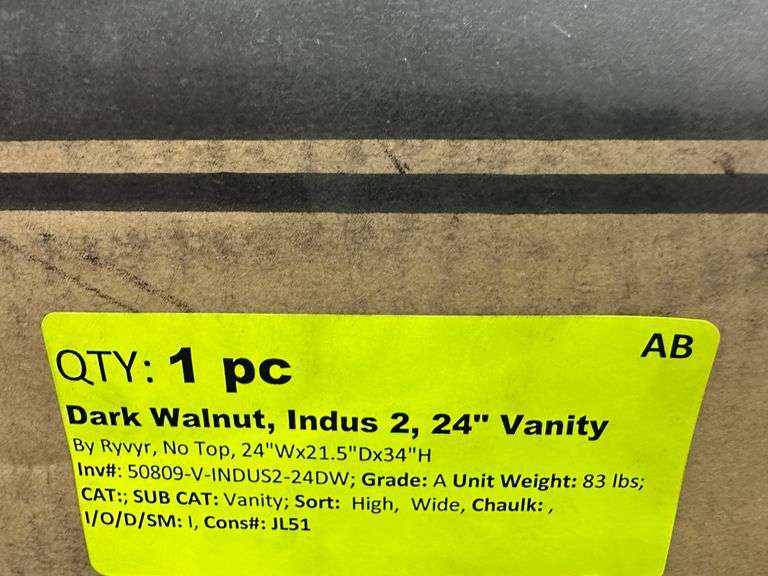 AB
QTY: 1 pc
Dark Walnut, Indus 2, 24" Vanity
By Ryvyr, No Top, 24"Wx21.5"Dx34"H
Inv#: 50809-V-INDUS2-24DW; Grade: A Unit Weight: 83 lbs;
CAT:; SUB CAT: Vanity; Sort: High, Wide, Chaulk: ,
I/O/D/SM: I, Cons#: JL51